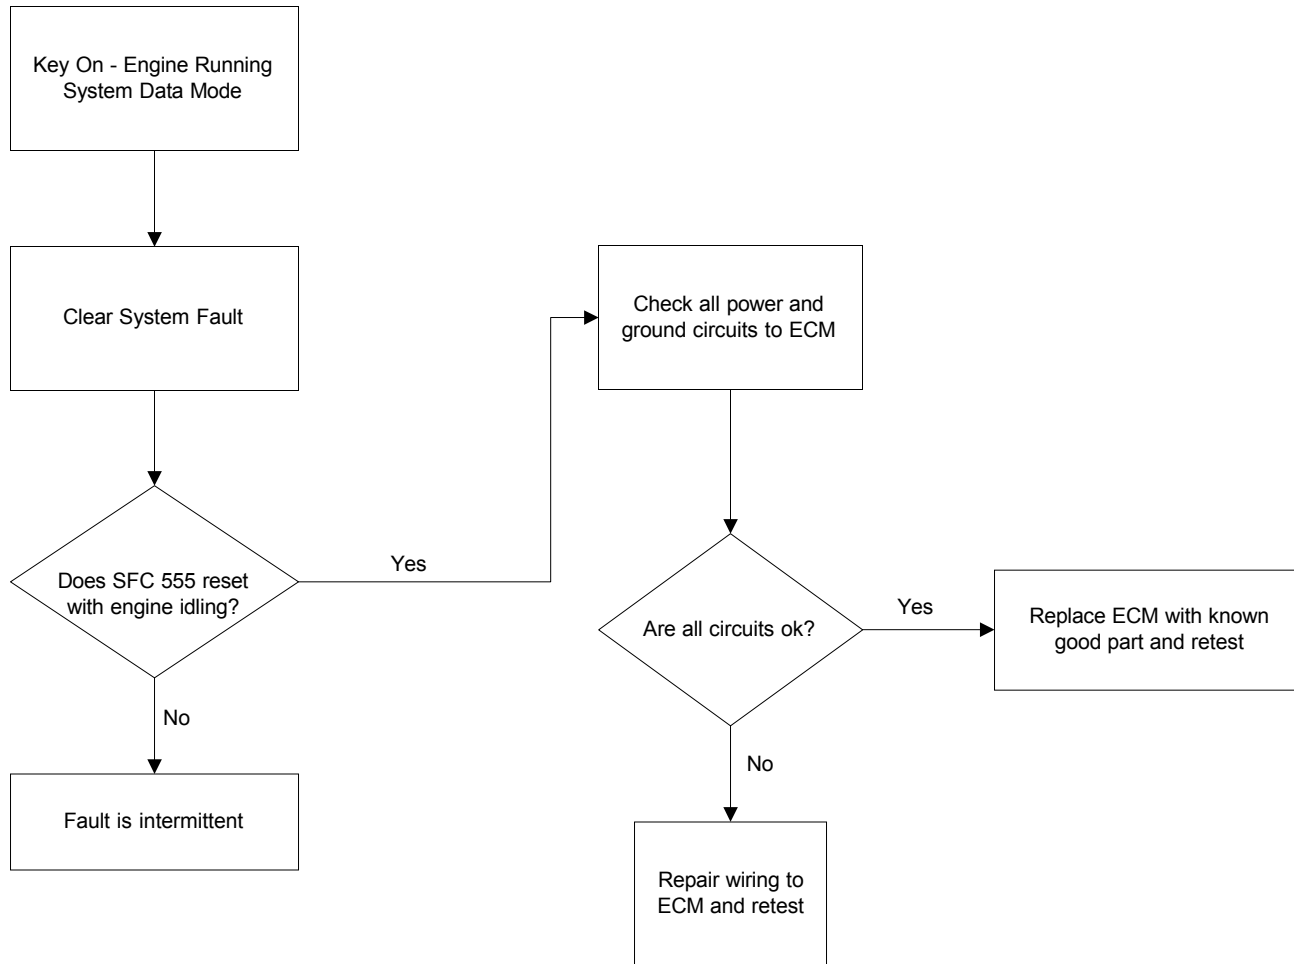 Key On - Engine Running
System Data Mode
Clear System Fault
Does SFC 555 reset
with engine idling?
Yes
No
Fault is intermittent
Check all power and
ground circuits to ECM
Are all circuits ok?
Yes
Replace ECM with known
good part and retest
No
Repair wiring to
ECM and retest